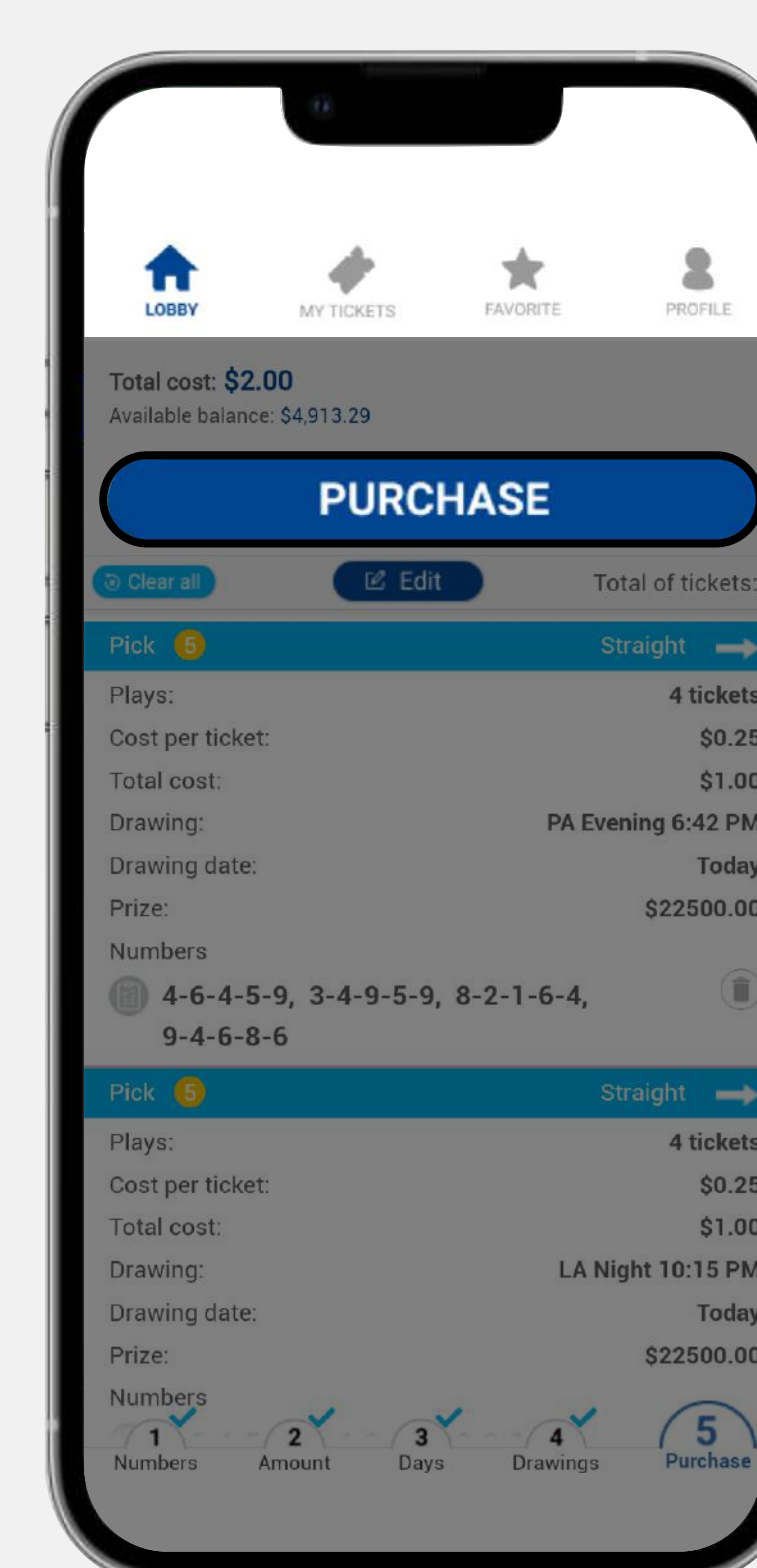 LOBBY MY TICKETS FAVORITE PROFILE
Total cost: $2.00
Available balance: $4,913.29
PURCHASE
Clear all Edit Total of tickets:
Pick 5 Straight
Plays: 4 tickets
Cost per ticket: $0.25
Total cost: $1.00
Drawing: PA Evening 6:42 PM
Drawing date: Today
Prize: $22500.00
Numbers
4-6-4-5-9, 3-4-9-5-9, 8-2-1-6-4,
9-4-6-8-6
Pick 5 Straight
Plays: 4 tickets
Cost per ticket: $0.25
Total cost: $1.00
Drawing: LA Night 10:15 PM
Drawing date: Today
Prize: $22500.00
Numbers
1 2 3 4 5
Numbers Amount Days Drawings Purchase